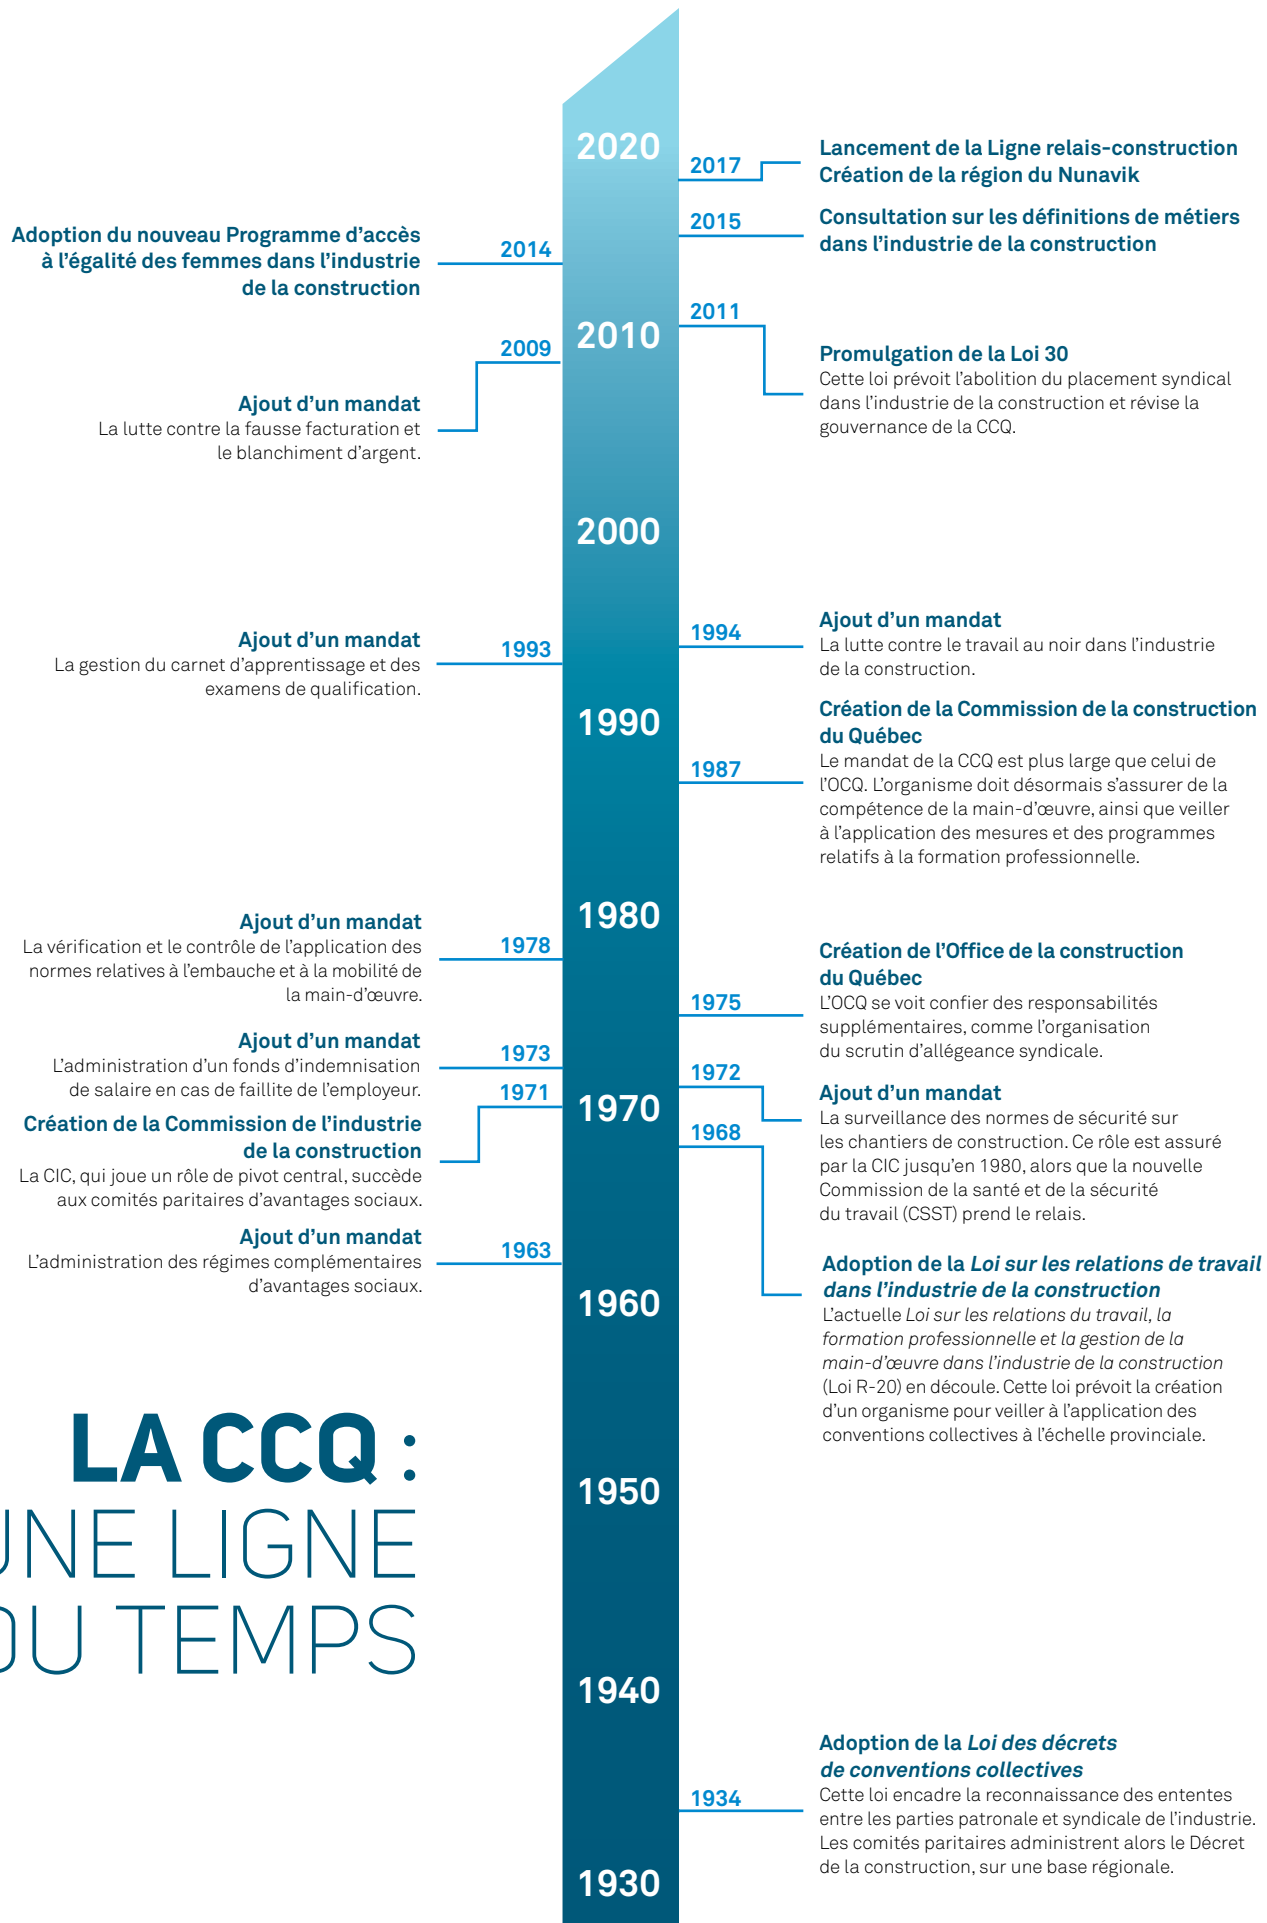 2020
2017
Lancement de la Ligne relais-construction
Création de la région du Nunavik
2015
Consultation sur les définitions de métiers
dans l’industrie de la construction
Adoption du nouveau Programme d’accès
à l’égalité des femmes dans l’industrie
de la construction
2014
2011
Promulgation de la Loi 30
Cette loi prévoit l’abolition du placement syndical
dans l’industrie de la construction et révise la
gouvernance de la CCQ.
2010
2009
Ajout d’un mandat
La lutte contre la fausse facturation et
le blanchiment d’argent.
2000
1994
Ajout d’un mandat
La lutte contre le travail au noir dans l’industrie
de la construction.
Ajout d’un mandat
La gestion du carnet d’apprentissage et des
examens de qualification.
1993
1990
Création de la Commission de la construction
du Québec
1987
Le mandat de la CCQ est plus large que celui de
l’OCQ. L’organisme doit désormais s’assurer de la
compétence de la main-d’œuvre, ainsi que veiller
à l’application des mesures et des programmes
relatifs à la formation professionnelle.
1980
Ajout d’un mandat
La vérification et le contrôle de l’application des
normes relatives à l’embauche et à la mobilité de
la main-d’œuvre.
1978
Création de l’Office de la construction
du Québec
1975
L’OCQ se voit confier des responsabilités
supplémentaires, comme l’organisation
du scrutin d’allégeance syndicale.
Ajout d’un mandat
L’administration d’un fonds d’indemnisation
de salaire en cas de faillite de l’employeur.
1973
1972
Ajout d’un mandat
La surveillance des normes de sécurité sur
les chantiers de construction. Ce rôle est assuré
par la CIC jusqu’en 1980, alors que la nouvelle
Commission de la santé et de la sécurité
du travail (CSST) prend le relais.
1971
Création de la Commission de l’industrie
de la construction
La CIC, qui joue un rôle de pivot central, succède
aux comités paritaires d’avantages sociaux.
1970
1968
Adoption de la Loi sur les relations de travail
dans l’industrie de la construction
L’actuelle Loi sur les relations du travail, la
formation professionnelle et la gestion de la
main-d’œuvre dans l’industrie de la construction
(Loi R-20) en découle. Cette loi prévoit la création
d’un organisme pour veiller à l’application des
conventions collectives à l’échelle provinciale.
Ajout d’un mandat
L’administration des régimes complémentaires
d’avantages sociaux.
1963
1960
LA CCQ :
UNE LIGNE
DU TEMPS
1950
1940
Adoption de la Loi des décrets
de conventions collectives
1934
Cette loi encadre la reconnaissance des ententes
entre les parties patronale et syndicale de l’industrie.
Les comités paritaires administrent alors le Décret
de la construction, sur une base régionale.
1930